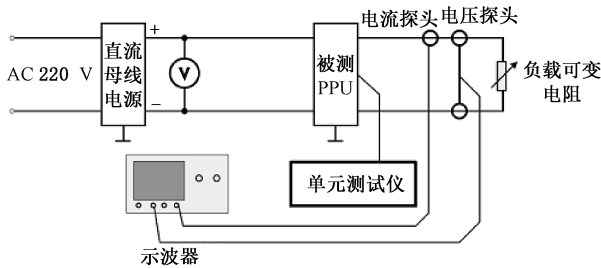 电流探头
电压探头
+
AC 220 V
直流
母线
电源
V
被测
PPU
负载可变
电阻
−
单元测试仪
示波器